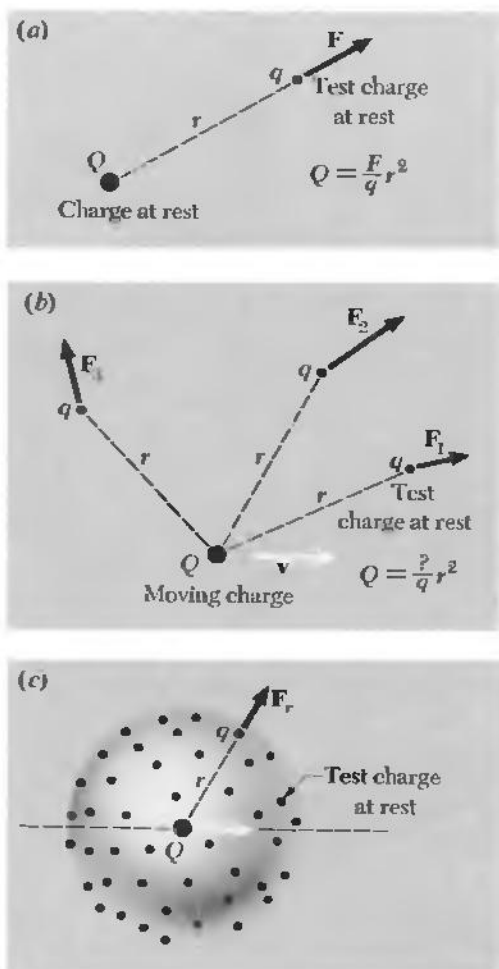 (a)
F
q
Test charge
at rest
r
Q
Q = F/q r²
Charge at rest
(b)
F₂
F₃
q
q
F₁
q
r
r
r
Test
charge at rest
Q
v
Q = ?/q r²
Moving charge
(c)
Fᵣ
q
r
Test charge
at rest
Q